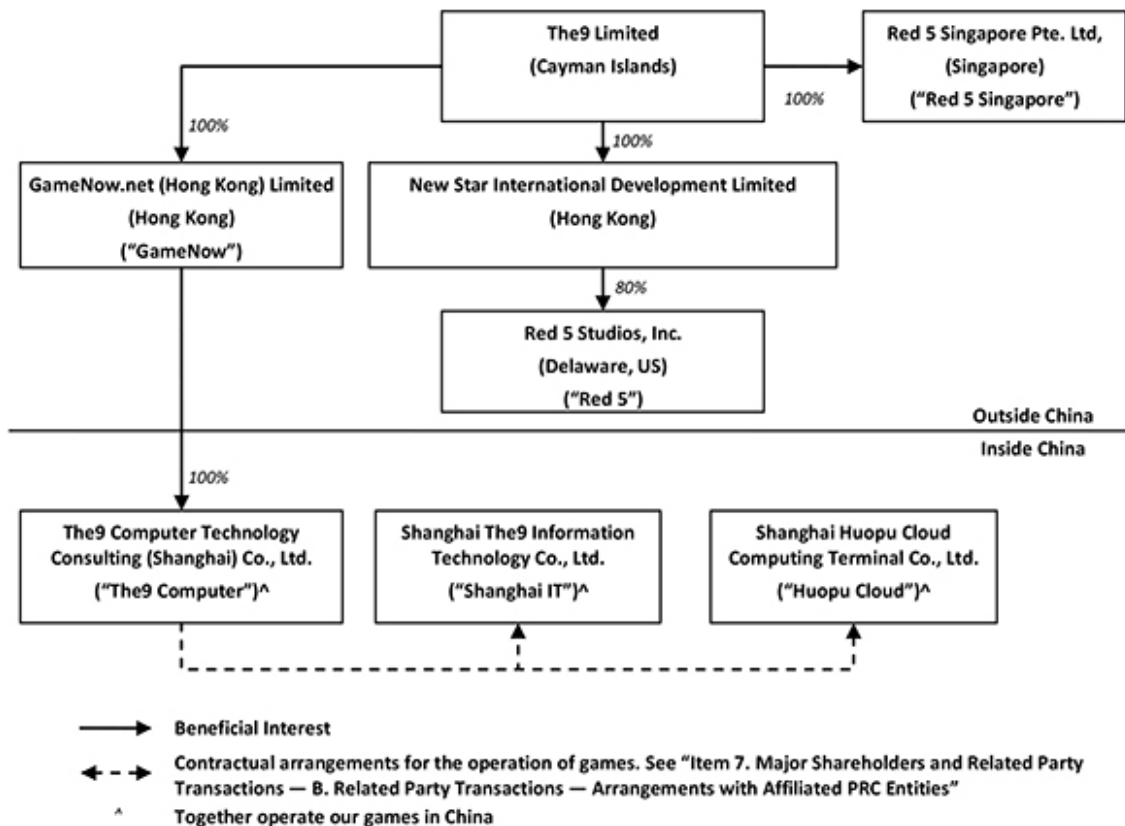 The9 Limited
(Cayman Islands)
Red 5 Singapore Pte. Ltd,
(Singapore)
(“Red 5 Singapore”)
100%
100%
100%
GameNow.net (Hong Kong) Limited
(Hong Kong)
(“GameNow”)
New Star International Development Limited
(Hong Kong)
80%
Red 5 Studios, Inc.
(Delaware, US)
(“Red 5”)
Outside China
Inside China
100%
The9 Computer Technology
Consulting (Shanghai) Co., Ltd.
(“The9 Computer”)^
Shanghai The9 Information
Technology Co., Ltd.
(“Shanghai IT”)^
Shanghai Huopu Cloud
Computing Terminal Co., Ltd.
(“Huopu Cloud”)^
Beneficial Interest
Contractual arrangements for the operation of games. See “Item 7. Major Shareholders and Related Party
Transactions — B. Related Party Transactions — Arrangements with Affiliated PRC Entities”
^ Together operate our games in China